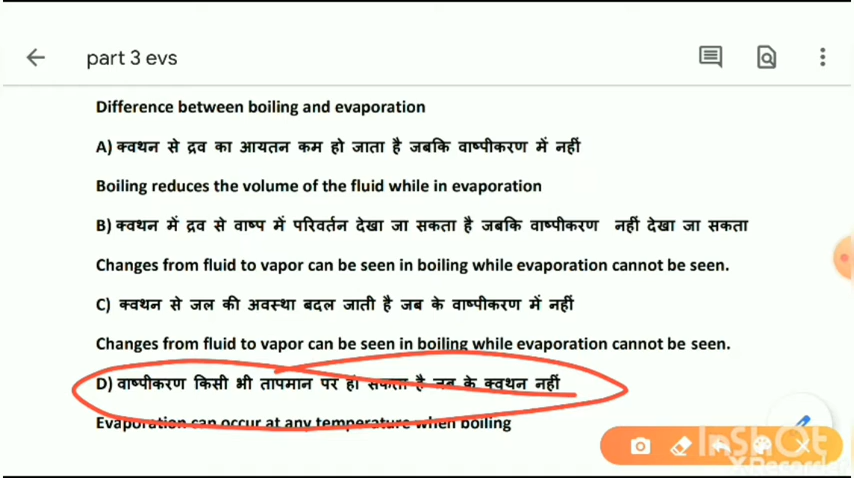 part 3 evs
Difference between boiling and evaporation
A) क्वथन से द्रव का आयतन कम हो जाता है जबकि वाष्पीकरण में नहीं
Boiling reduces the volume of the fluid while in evaporation
B) क्वथन में द्रव से वाष्प में परिवर्तन देखा जा सकता है जबकि वाष्पीकरण नहीं देखा जा सकता
Changes from fluid to vapor can be seen in boiling while evaporation cannot be seen.
C) क्वथन से जल की अवस्था बदल जाती है जब के वाष्पीकरण में नहीं
Changes from fluid to vapor can be seen in boiling while evaporation cannot be seen.
D) वाष्पीकरण किसी भी तापमान पर हो सकता है जब के क्वथन नहीं
Evaporation can occur at any temperature when boiling
InShOt
XRecorder